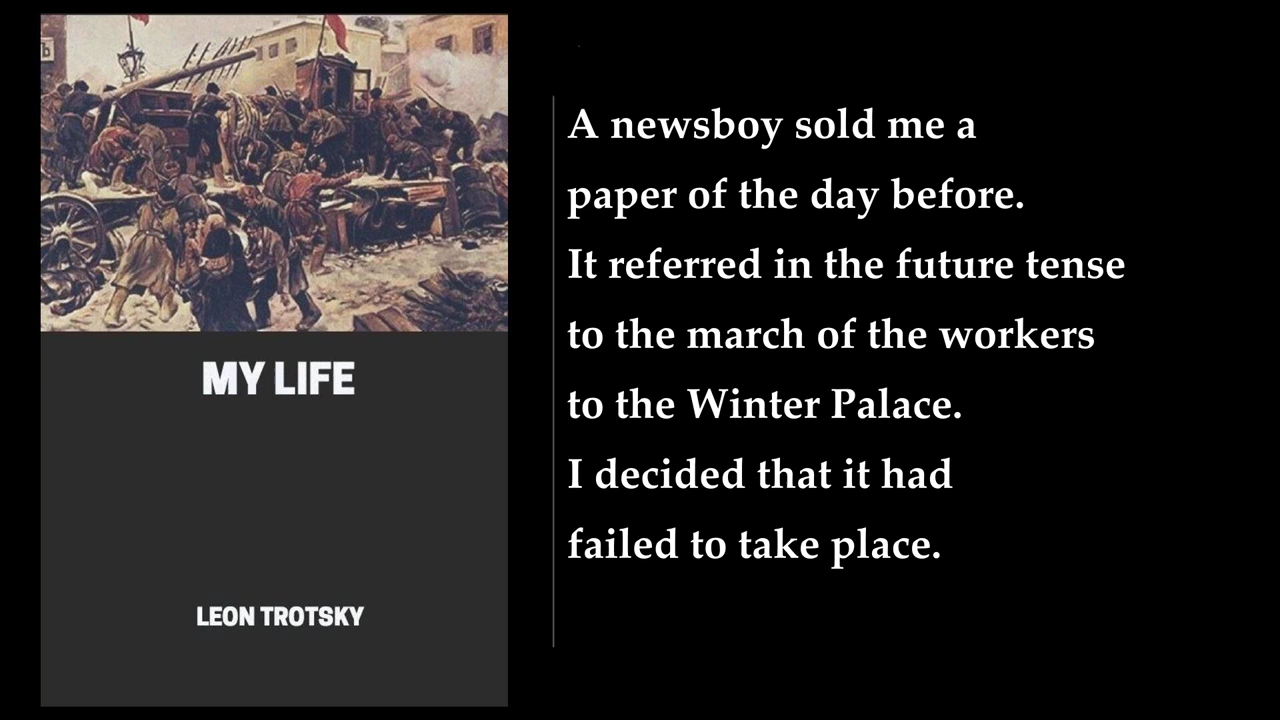 MY LIFE
LEON TROTSKY
A newsboy sold me a
paper of the day before.
It referred in the future tense
to the march of the workers
to the Winter Palace.
I decided that it had
failed to take place.